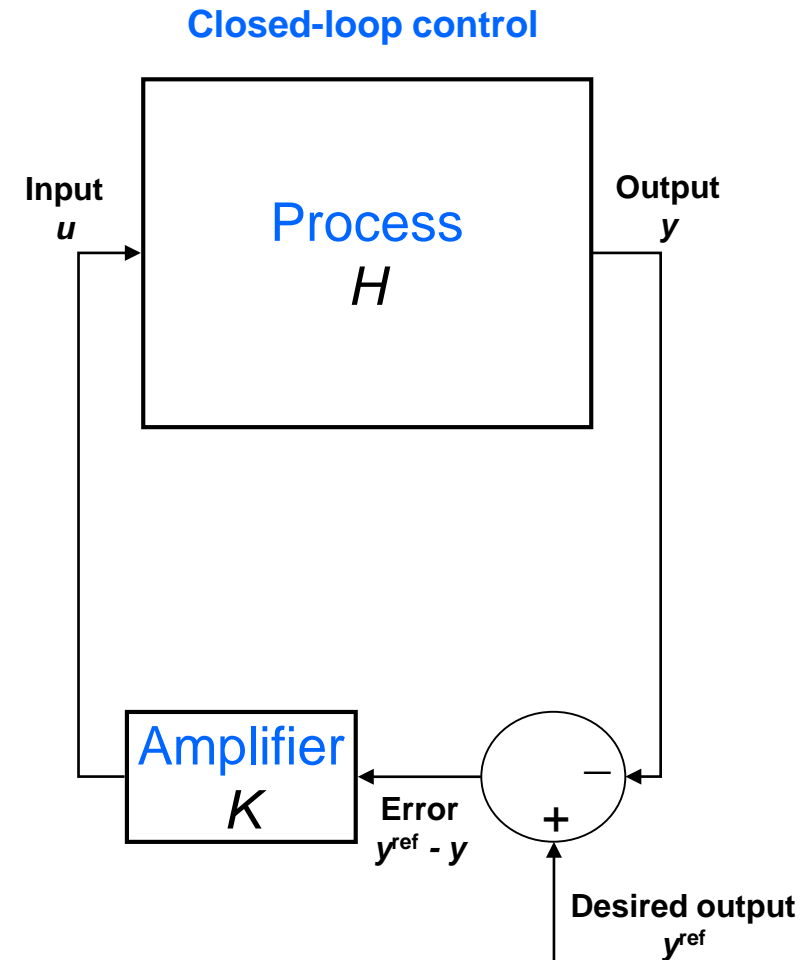 Closed-loop control
Input
u
Process
H
Output
y
Amplifier
K
Error
yʳᵉᶠ - y
−
+
Desired output
yʳᵉᶠ